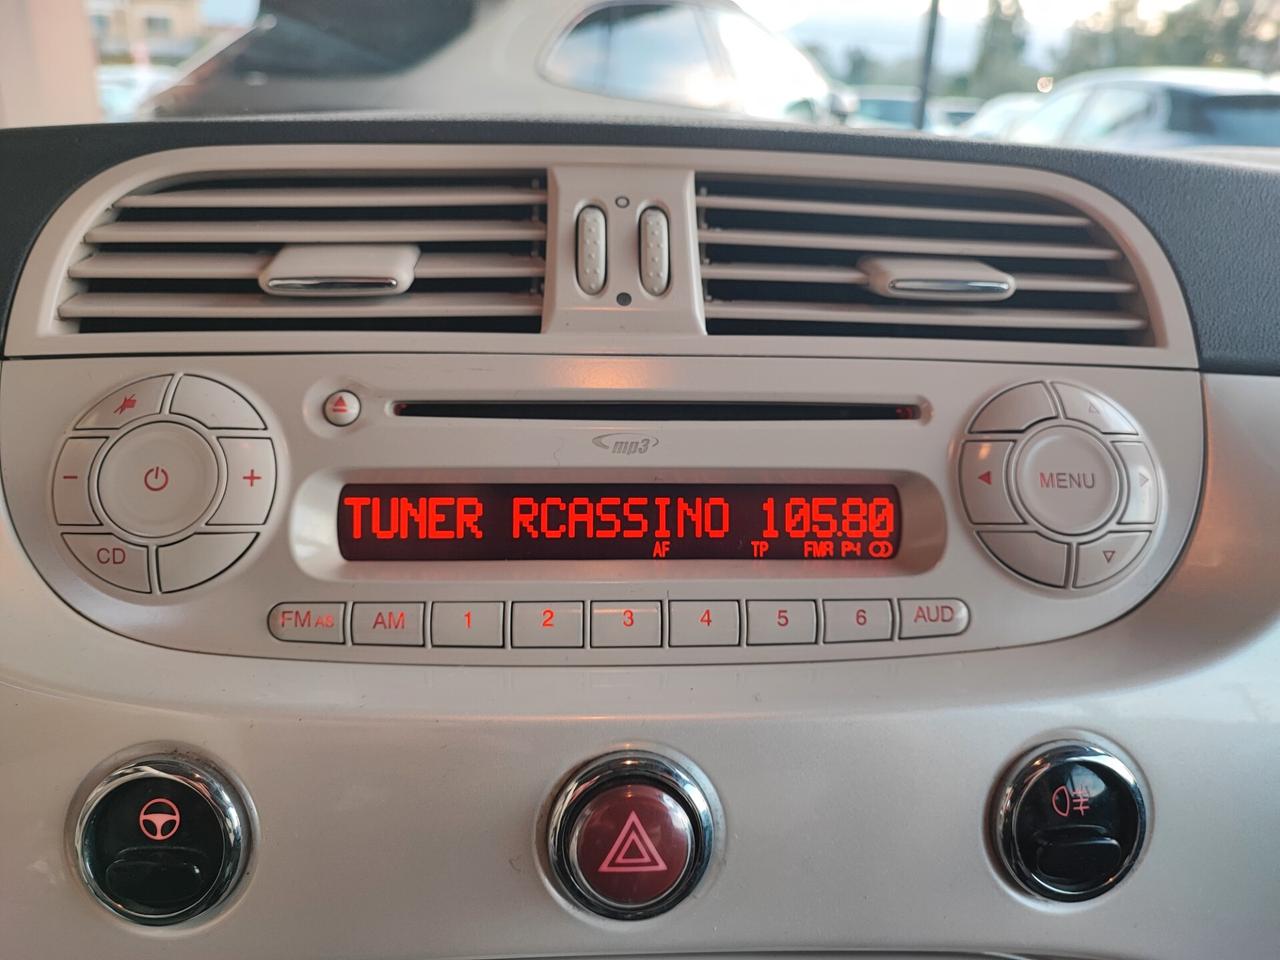 mp3
TUNER RCASSINO 105.80
AF TP FMR P4
CD
MENU
FM AS AM 1 2 3 4 5 6 AUD